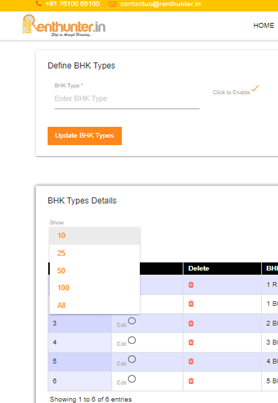 +91 76100 65100 contactus@renthunter.in
Renthunter.in
HOME
Define BHK Types
BHK Type *
Enter BHK Type
Click to Enable
Update BHK Types
BHK Types Details
Show
10
25
50
100
All
Delete BH
1 R
1 B
3 Edit 2 B
4 Edit 3 B
5 Edit 4 B
6 Edit 5 B
Showing 1 to 6 of 6 entries